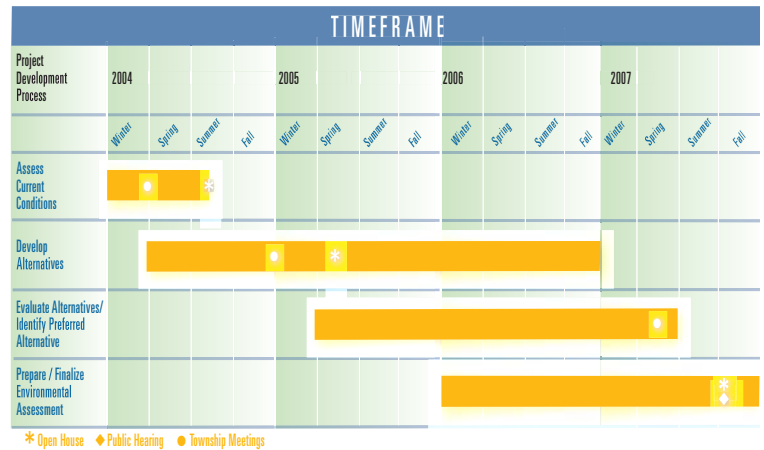 TIMEFRAME
Project
Development
Process
2004 2005 2006 2007
Winter Spring Summer Fall Winter Spring Summer Fall Winter Spring Summer Fall Winter Spring Summer Fall
Assess
Current
Conditions
Develop
Alternatives
Evaluate Alternatives/
Identify Preferred
Alternative
Prepare / Finalize
Environmental
Assessment
* Open House ♦ Public Hearing ● Township Meetings